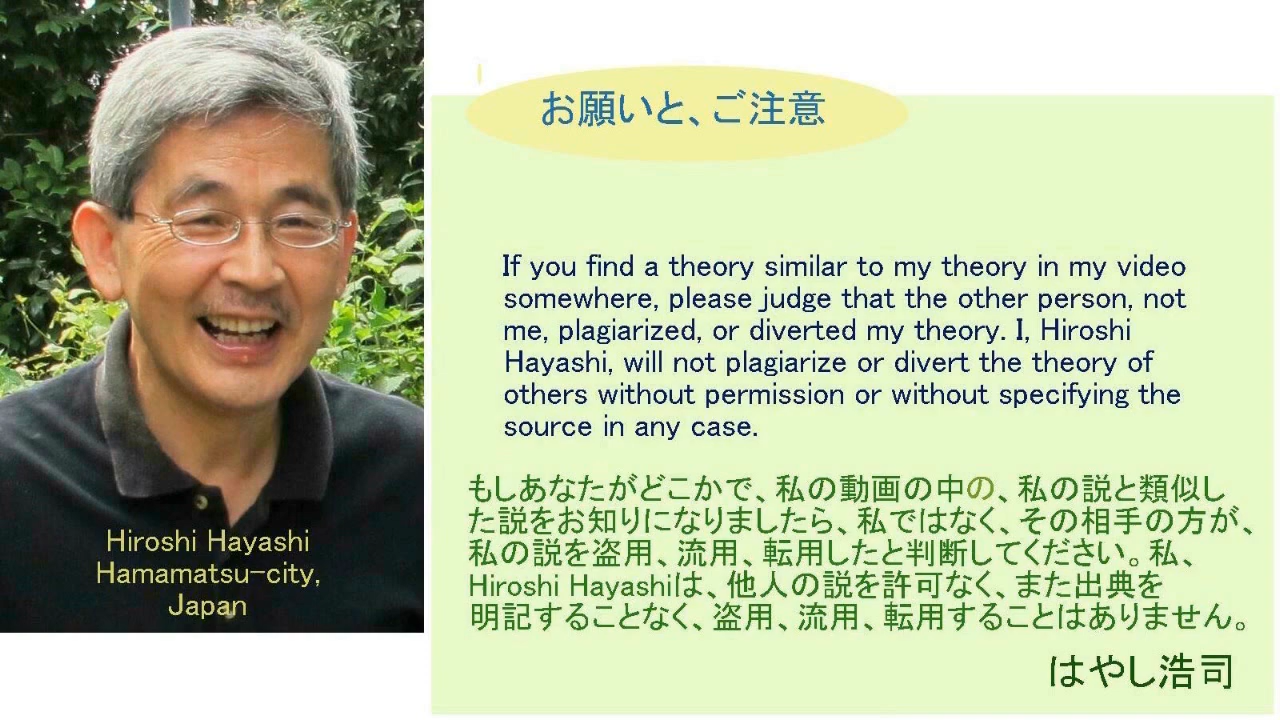 お願いと、ご注意
If you find a theory similar to my theory in my video
somewhere, please judge that the other person, not
me, plagiarized, or diverted my theory. I, Hiroshi
Hayashi, will not plagiarize or divert the theory of
others without permission or without specifying the
source in any case.
もしあなたがどこかで、私の動画の中の、私の説と類似し
た説をお知りになりましたら、私ではなく、その相手の方が、
私の説を盗用、流用、転用したと判断してください。私、
Hiroshi Hayashiは、他人の説を許可なく、また出典を
明記することなく、盗用、流用、転用することはありません。
はやし浩司
Hiroshi Hayashi
Hamamatsu-city,
Japan